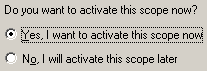 Do you want to activate this scope now?
Yes, I want to activate this scope now
No, I will activate this scope later